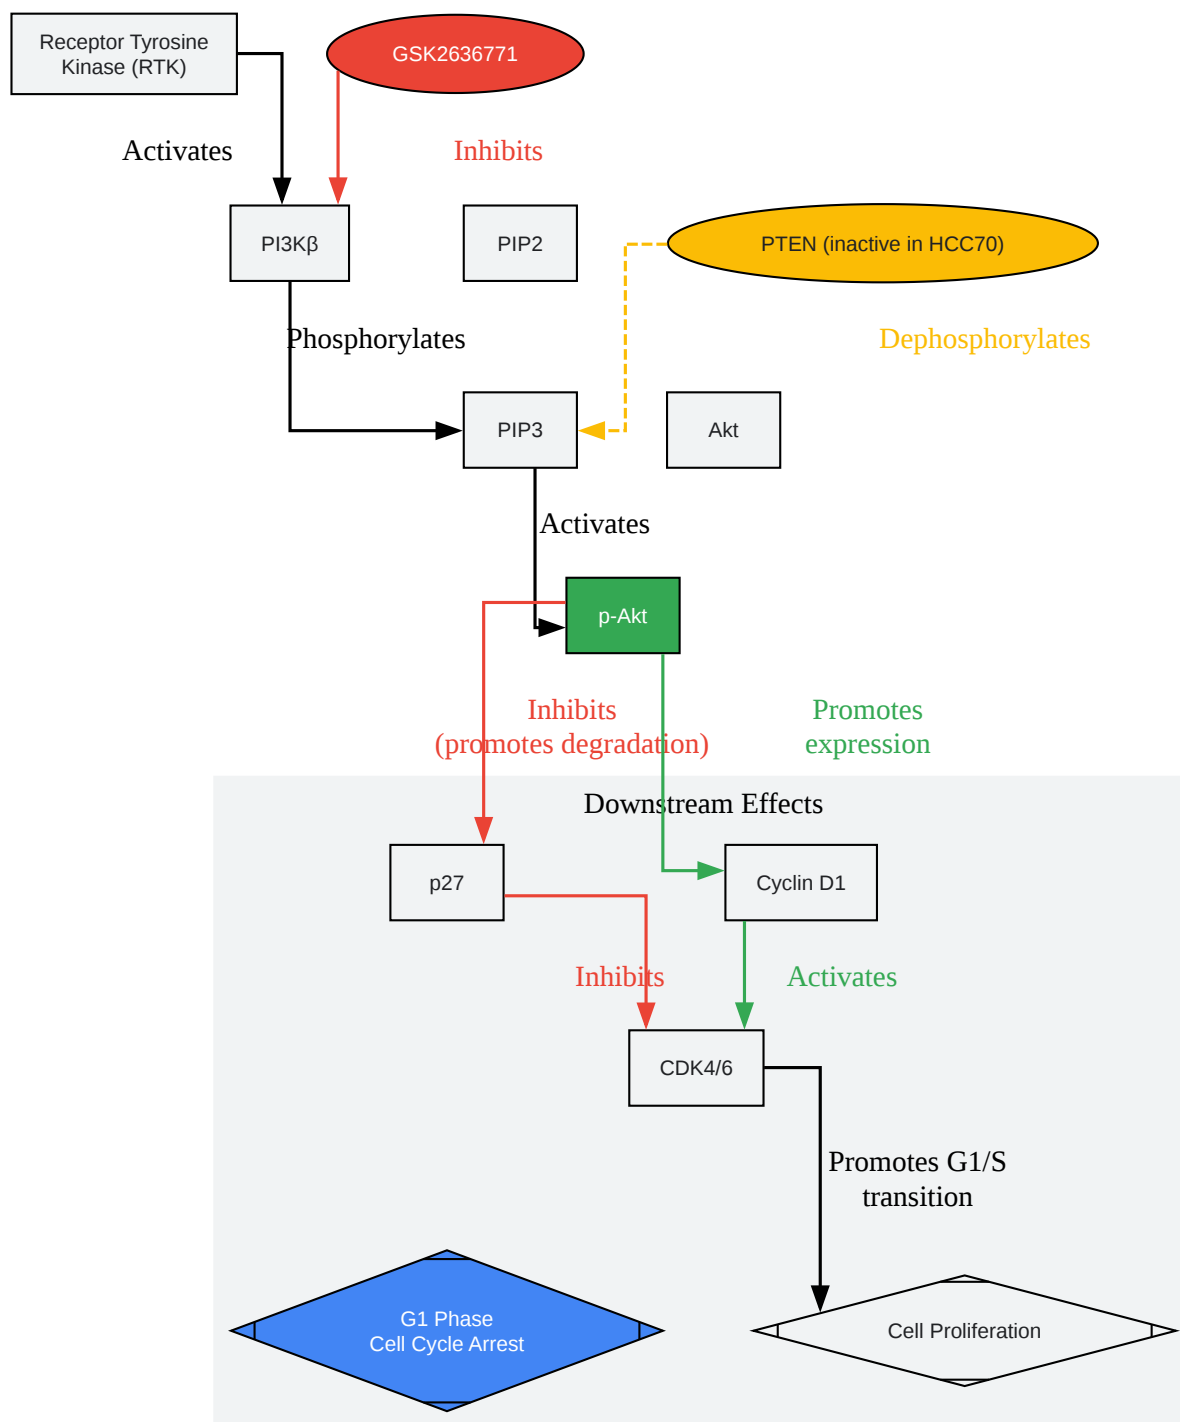 Receptor Tyrosine
Kinase (RTK)
GSK2636771
Activates
Inhibits
PI3Kβ
PIP2
PTEN (inactive in HCC70)
Phosphorylates
Dephosphorylates
PIP3
Akt
Activates
p-Akt
Inhibits
(promotes degradation)
Promotes
expression
Downstream Effects
p27
Cyclin D1
Inhibits
Activates
CDK4/6
Promotes G1/S
transition
G1 Phase
Cell Cycle Arrest
Cell Proliferation